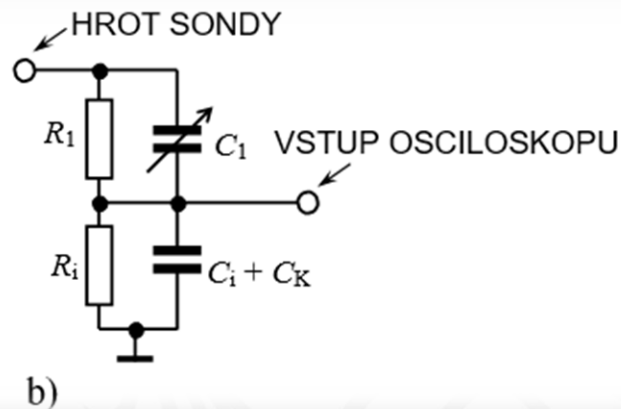 HROT SONDY
R1
C1
VSTUP OSCILOSKOPU
Ri
Ci + CK
b)